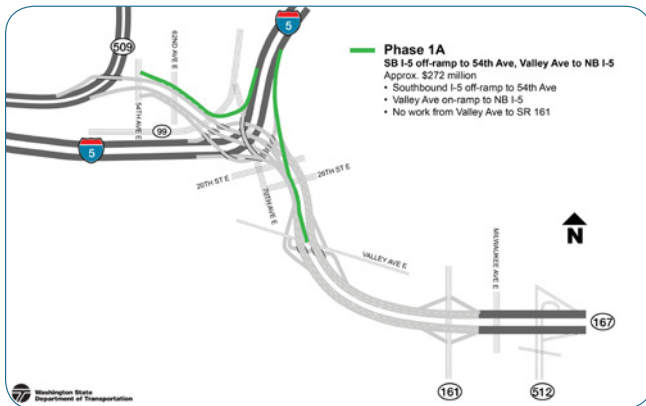 5
509
62ND AVE E
54TH AVE E
99
5
20TH ST E
70TH AVE E
26TH ST E
VALLEY AVE E
MILWAUKEE AVE E
N
167
161
512
Phase 1A
SB I-5 off-ramp to 54th Ave, Valley Ave to NB I-5
Approx. $272 million
• Southbound I-5 off-ramp to 54th Ave
• Valley Ave on-ramp to NB I-5
• No work from Valley Ave to SR 161
Washington State
Department of Transportation